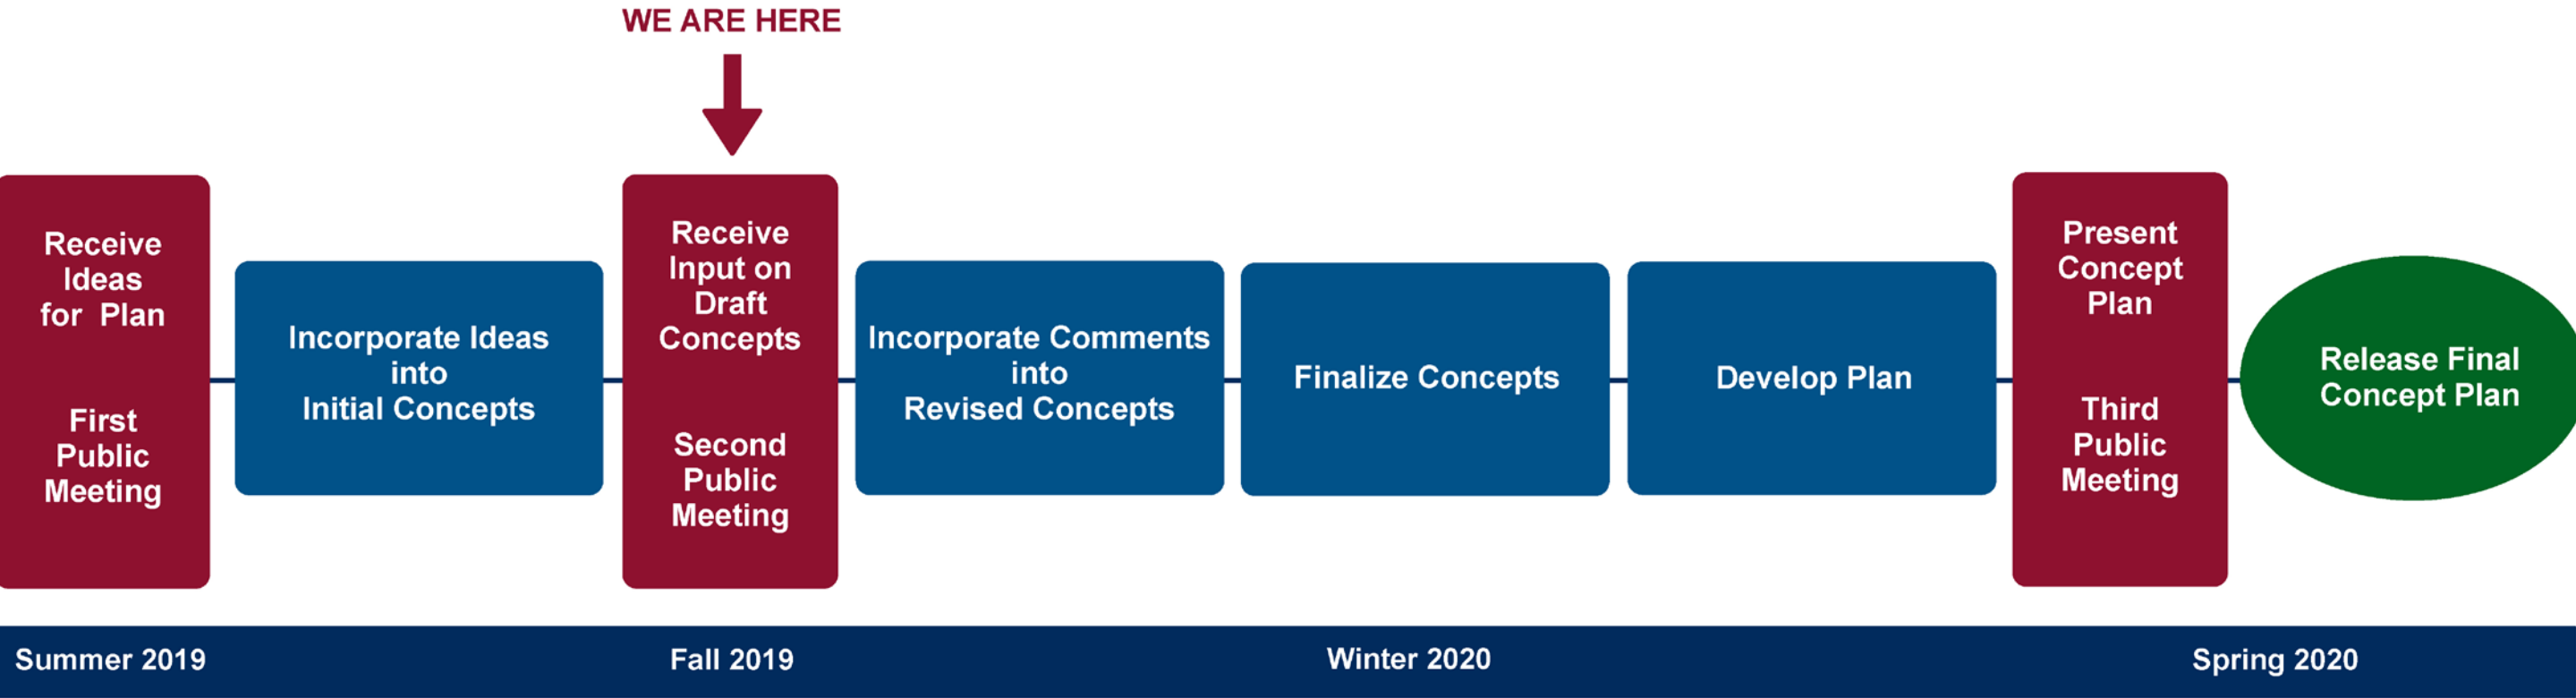 WE ARE HERE
Receive
Ideas
for  Plan
First
Public
Meeting
Incorporate Ideas
into
Initial Concepts
Receive
Input on
Draft
Concepts
Second
Public
Meeting
Incorporate Comments
into
Revised Concepts
Finalize Concepts
Develop Plan
Present
Concept
Plan
Third
Public
Meeting
Release Final
Concept Plan
Summer 2019
Fall 2019
Winter 2020
Spring 2020